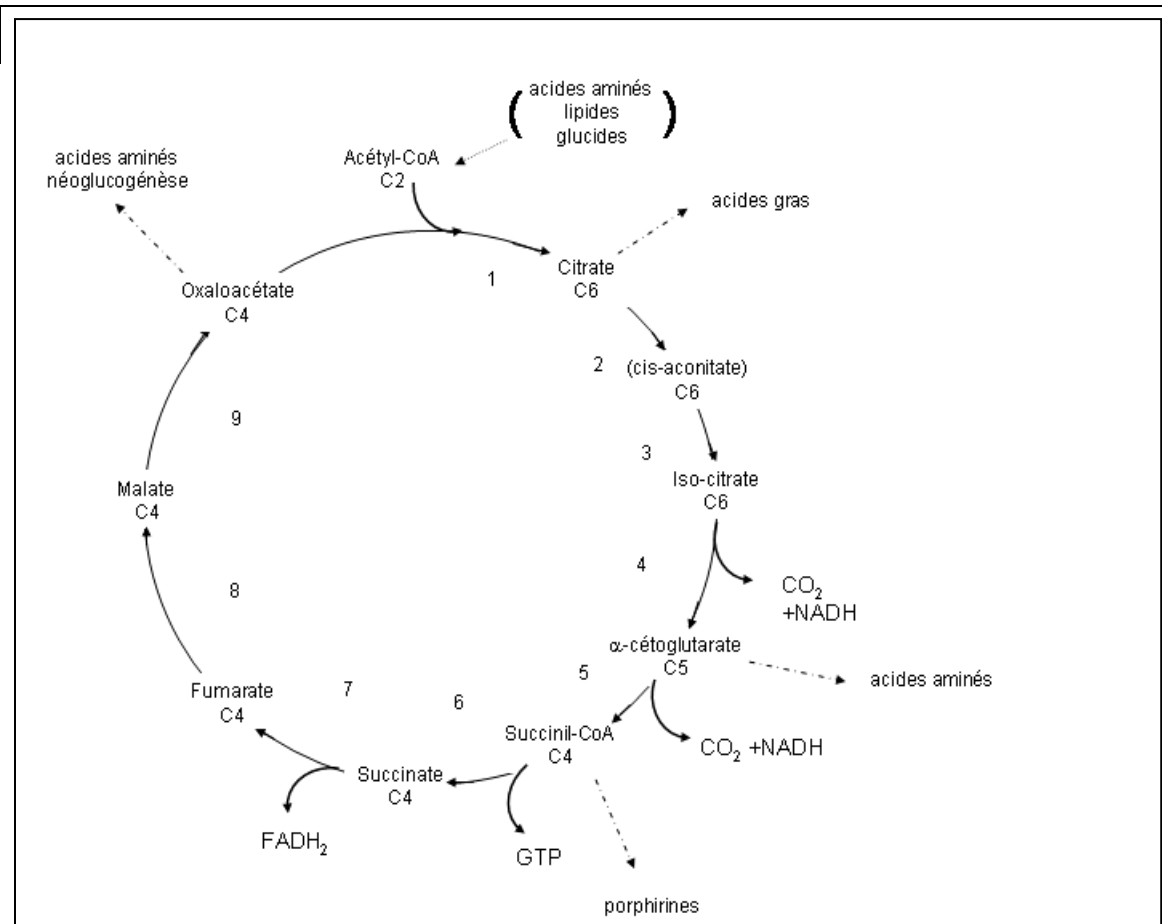 acides aminés
lipides
glucides
Acétyl-CoA
C2
acides aminés
néoglucogénèse
acides gras
Citrate
C6
1
Oxaloacétate
C4
2
(cis-aconitate)
C6
9
3
Iso-citrate
C6
Malate
C4
4
CO₂
+NADH
8
α-cétoglutarate
C5
5
acides aminés
7
6
Fumarate
C4
Succinil-CoA
C4
CO₂ +NADH
Succinate
C4
FADH₂
GTP
porphirines